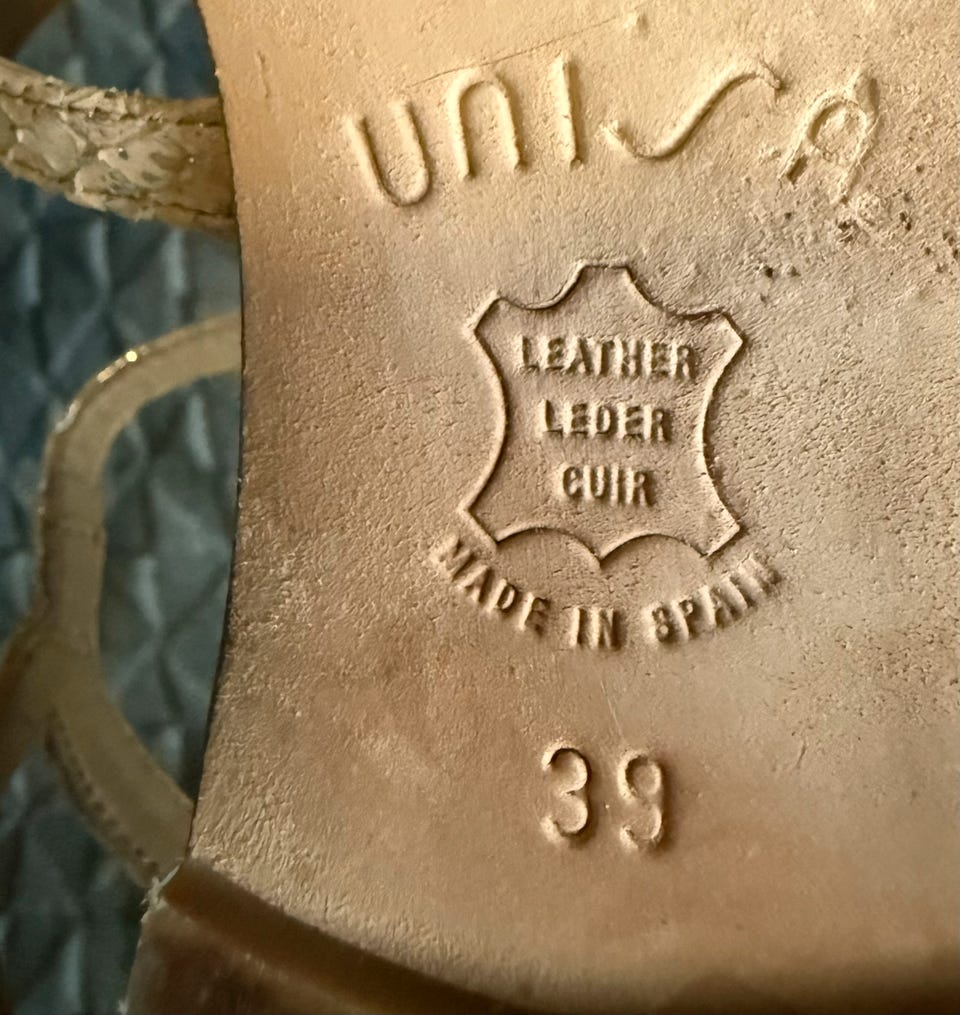 UNISA
LEATHER
LEDER
CUIR
MADE IN SPAIN
39